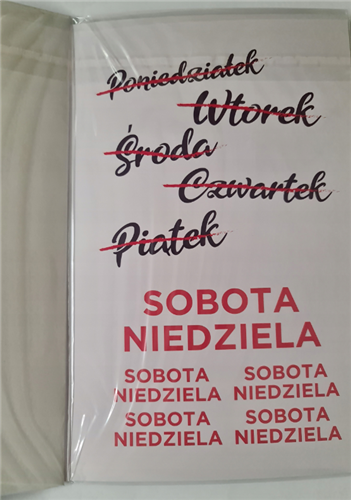 Poniedziałek
Wtorek
Środa
Czwartek
Piątek
SOBOTA
NIEDZIELA
SOBOTA SOBOTA
NIEDZIELA NIEDZIELA
SOBOTA SOBOTA
NIEDZIELA NIEDZIELA